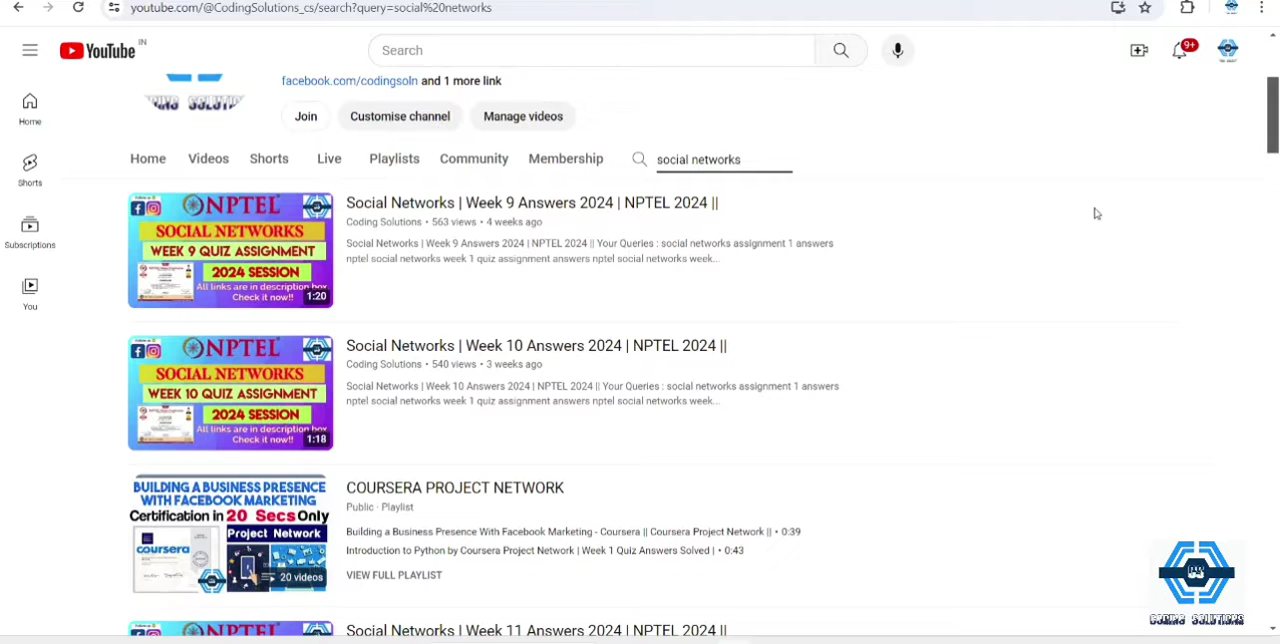 youtube.com/@CodingSolutions_cs/search?query=social%20networks
YouTube IN
Search
9+
facebook.com/codingsoln and 1 more link
Join
Customise channel
Manage videos
Home
Shorts
Subscriptions
You
Home Videos Shorts Live Playlists Community Membership social networks
NPTEL
SOCIAL NETWORKS
WEEK 9 QUIZ ASSIGNMENT
2024 SESSION
All links are in description box
Check it now!!
1:20
Social Networks | Week 9 Answers 2024 | NPTEL 2024 ||
Coding Solutions • 563 views • 4 weeks ago
Social Networks | Week 9 Answers 2024 | NPTEL 2024 || Your Queries : social networks assignment 1 answers
nptel social networks week 1 quiz assignment answers nptel social networks week...
NPTEL
SOCIAL NETWORKS
WEEK 10 QUIZ ASSIGNMENT
2024 SESSION
All links are in description box
Check it now!!
1:18
Social Networks | Week 10 Answers 2024 | NPTEL 2024 ||
Coding Solutions • 540 views • 3 weeks ago
Social Networks | Week 10 Answers 2024 | NPTEL 2024 || Your Queries : social networks assignment 1 answers
nptel social networks week 1 quiz assignment answers nptel social networks week...
BUILDING A BUSINESS PRESENCE
WITH FACEBOOK MARKETING
Certification in 20 Secs Only
Project Network
coursera
20 videos
COURSERA PROJECT NETWORK
Public · Playlist
Building a Business Presence With Facebook Marketing - Coursera || Coursera Project Network || • 0:39
Introduction to Python by Coursera Project Network | Week 1 Quiz Answers Solved | • 0:43
VIEW FULL PLAYLIST
NPTEL
Social Networks | Week 11 Answers 2024 | NPTEL 2024 ||
CS
CODING SOLUTIONS